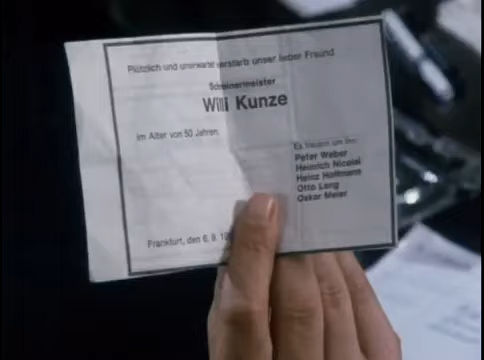 Plötzlich und unerwartet verstarb unser lieber Freund
Schreinermeister
Willi Kunze
im Alter von 50 Jahren.
Es trauern um ihn:
Peter Weber
Heinrich Nicolai
Heinz Hoffmann
Otto Lang
Oskar Meier
Frankfurt, den 6. 9.